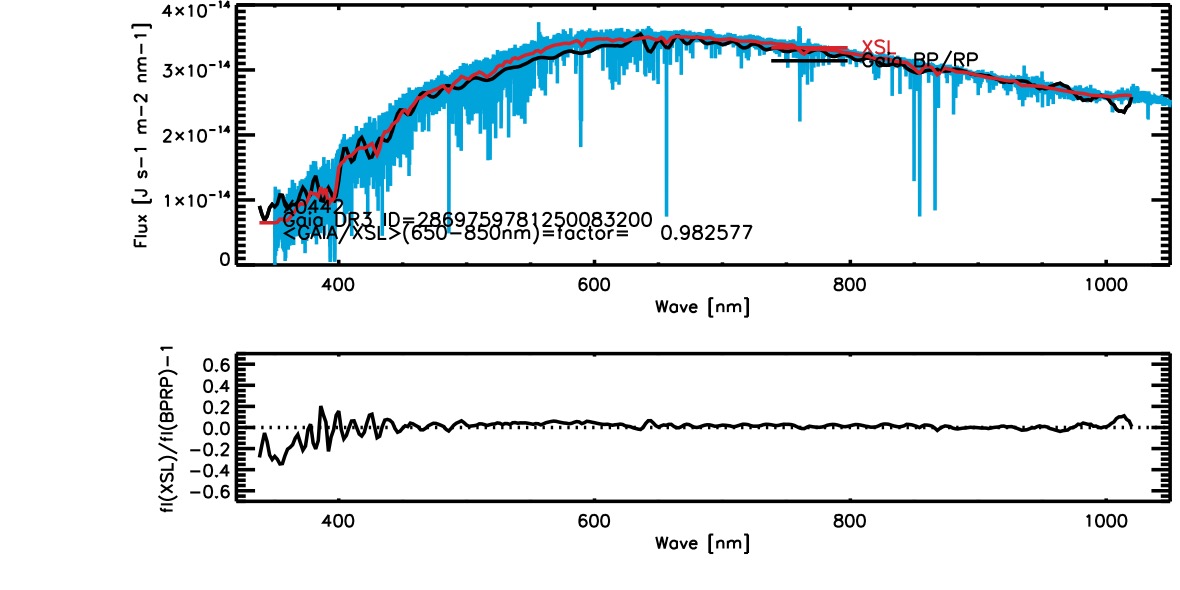 4×10−14
3×10−14
2×10−14
1×10−14
0
Flux [J s−1 m−2 nm−1]
XSL
Gaia BP/RP
X0442
Gaia DR3 ID=2869759781250083200
<GAIA/XSL>(650−850nm)=factor= 0.982577
400 600 800 1000
Wave [nm]
0.6
0.4
0.2
0.0
−0.2
−0.4
−0.6
fl(XSL)/fl(BPRP)−1
400 600 800 1000
Wave [nm]